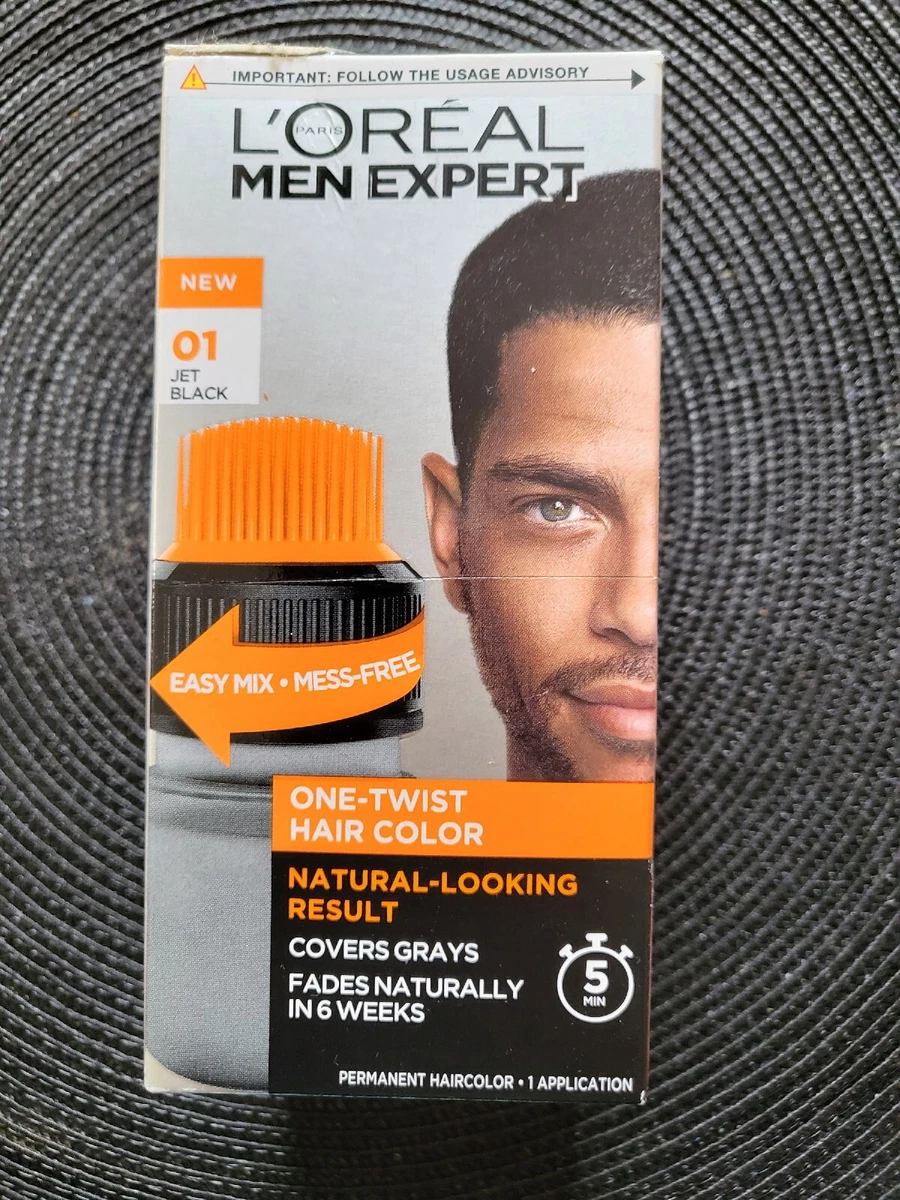 IMPORTANT: FOLLOW THE USAGE ADVISORY
L'ORÉAL
PARIS
MEN EXPERT
NEW
01
JET
BLACK
EASY MIX • MESS-FREE
ONE-TWIST
HAIR COLOR
NATURAL-LOOKING
RESULT
COVERS GRAYS
FADES NATURALLY
IN 6 WEEKS
5
MIN
PERMANENT HAIRCOLOR • 1 APPLICATION